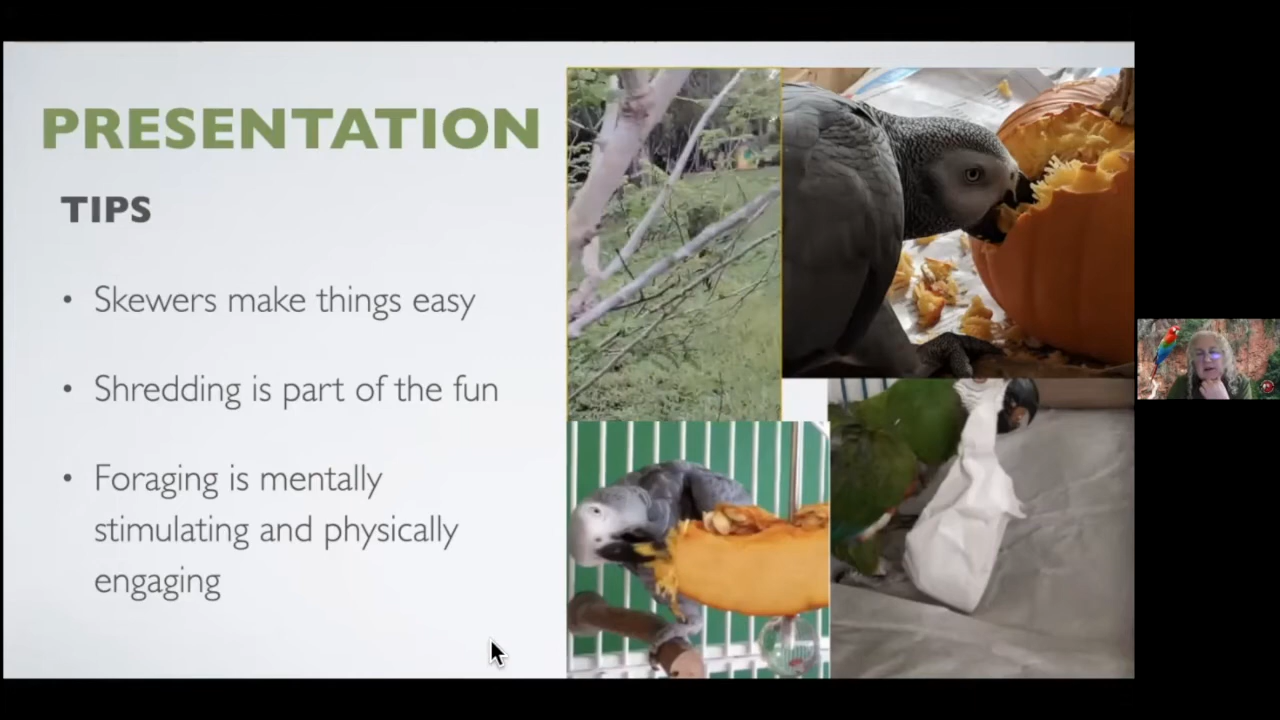 PRESENTATION
TIPS
• Skewers make things easy
• Shredding is part of the fun
• Foraging is mentally
stimulating and physically
engaging